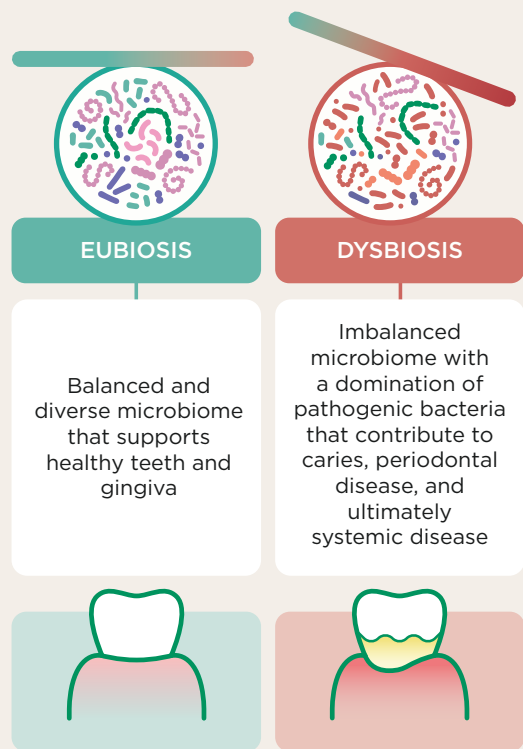 EUBIOSIS
Balanced and
diverse microbiome
that supports
healthy teeth and
gingiva
DYSBIOSIS
Imbalanced
microbiome with
a domination of
pathogenic bacteria
that contribute to
caries, periodontal
disease, and
ultimately
systemic disease